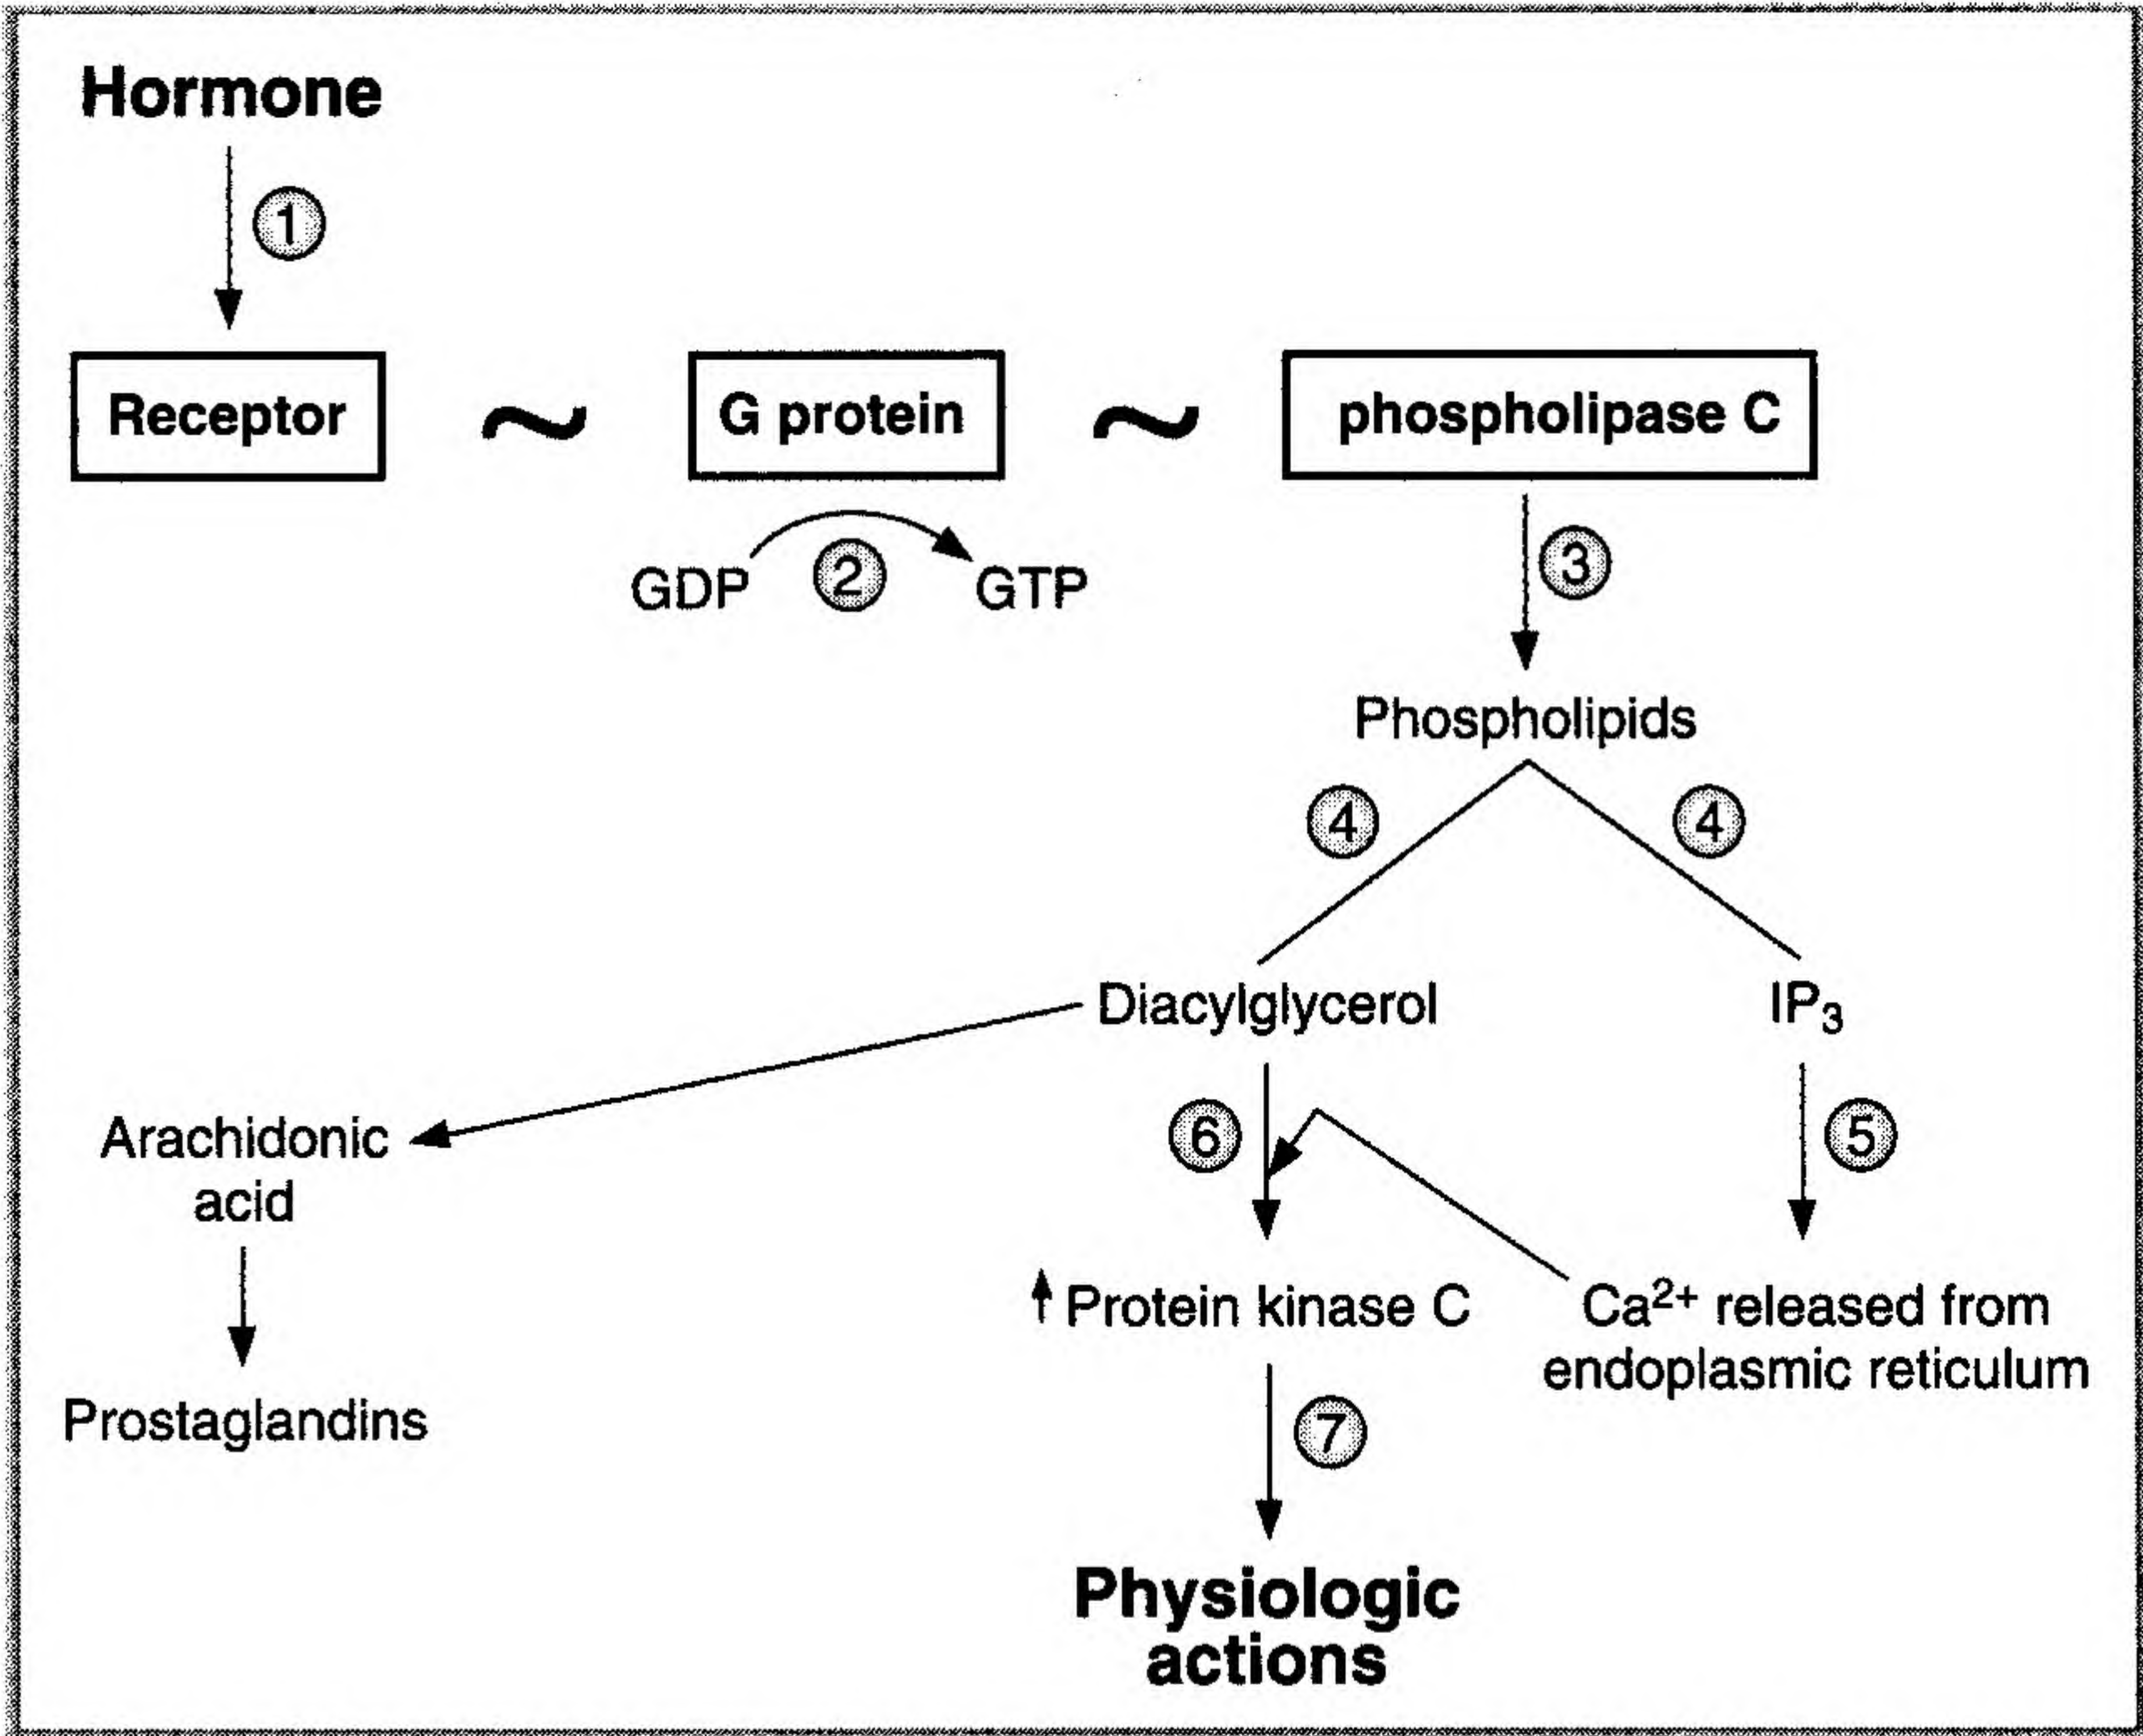 Hormone
1
Receptor ~ G protein ~ phospholipase C
GDP 2 GTP
3
Phospholipids
4 4
Diacylglycerol IP₃
Arachidonic
acid
6 5
↑ Protein kinase C
Ca²⁺ released from
endoplasmic reticulum
Prostaglandins
7
Physiologic
actions